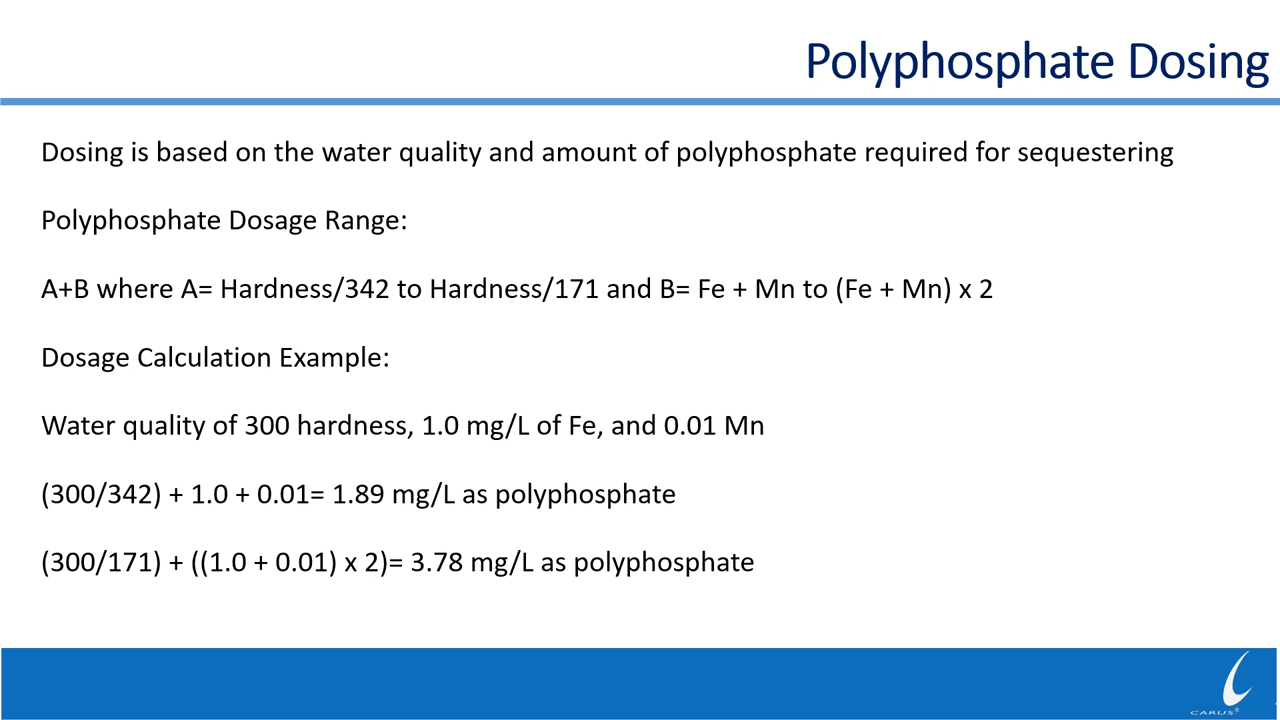 Polyphosphate Dosing
Dosing is based on the water quality and amount of polyphosphate required for sequestering
Polyphosphate Dosage Range:
A+B where A= Hardness/342 to Hardness/171 and B= Fe + Mn to (Fe + Mn) x 2
Dosage Calculation Example:
Water quality of 300 hardness, 1.0 mg/L of Fe, and 0.01 Mn
(300/342) + 1.0 + 0.01= 1.89 mg/L as polyphosphate
(300/171) + ((1.0 + 0.01) x 2)= 3.78 mg/L as polyphosphate
CARUS®